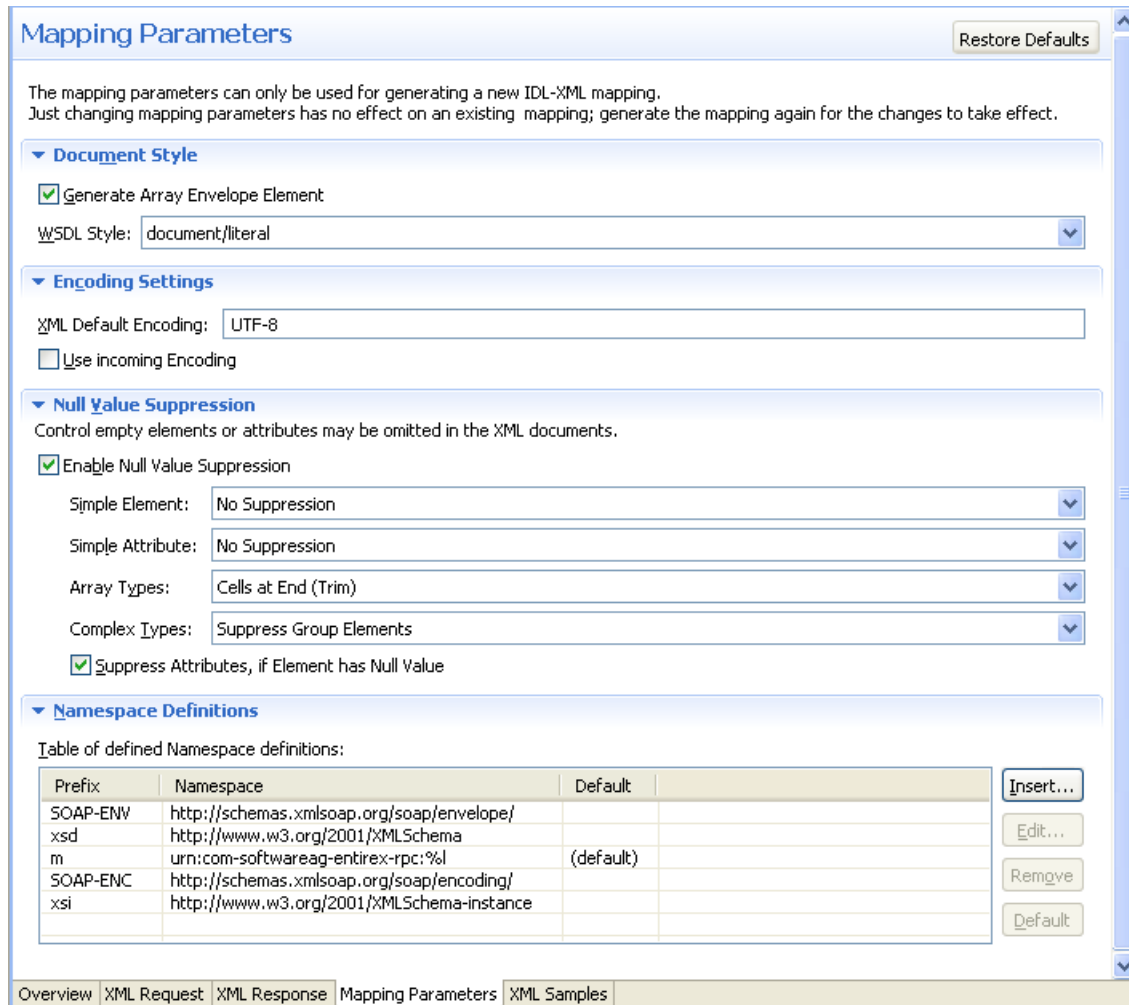 Mapping Parameters
Restore Defaults
The mapping parameters can only be used for generating a new IDL-XML mapping.
Just changing mapping parameters has no effect on an existing mapping; generate the mapping again for the changes to take effect.
Document Style
Generate Array Envelope Element
WSDL Style: document/literal
Encoding Settings
XML Default Encoding: UTF-8
Use incoming Encoding
Null Value Suppression
Control empty elements or attributes may be omitted in the XML documents.
Enable Null Value Suppression
Simple Element: No Suppression
Simple Attribute: No Suppression
Array Types: Cells at End (Trim)
Complex Types: Suppress Group Elements
Suppress Attributes, if Element has Null Value
Namespace Definitions
Table of defined Namespace definitions:
Prefix Namespace Default
SOAP-ENV http://schemas.xmlsoap.org/soap/envelope/
xsd http://www.w3.org/2001/XMLSchema
m urn:com-softwareag-entirex-rpc:%l (default)
SOAP-ENC http://schemas.xmlsoap.org/soap/encoding/
xsi http://www.w3.org/2001/XMLSchema-instance
Insert...
Edit...
Remove
Default
Overview XML Request XML Response Mapping Parameters XML Samples